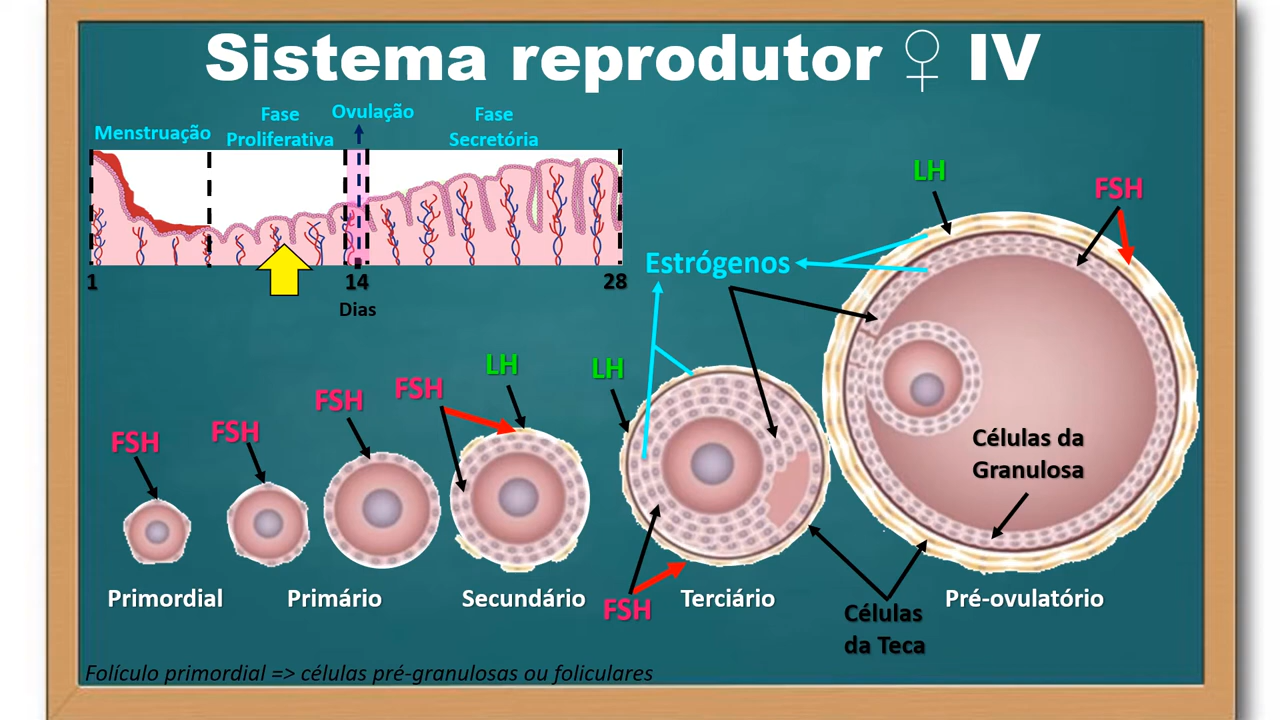 Sistema reprodutor ♀ IV
Menstruação
Fase
Proliferativa
Ovulação
Fase
Secretória
1
14
28
Dias
LH
FSH
Estrógenos
LH
LH
FSH
FSH
FSH
FSH
Células da
Granulosa
Primordial
Primário
Secundário
FSH
Terciário
Pré-ovulatório
Células
da Teca
Folículo primordial => células pré-granulosas ou foliculares